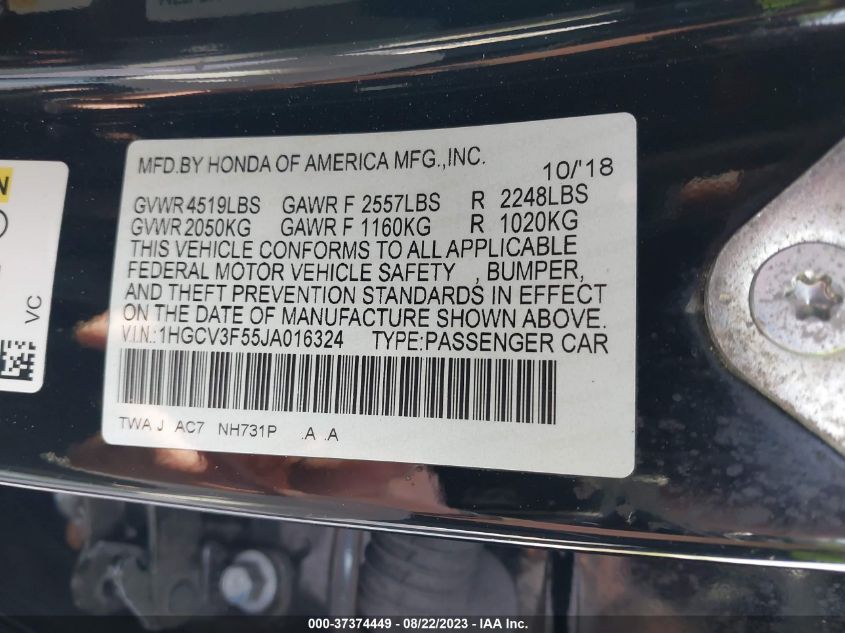 MFD.BY HONDA OF AMERICA MFG.,INC.
10/'18
GVWR 4519LBS GAWR F 2557LBS R 2248LBS
GVWR 2050KG GAWR F 1160KG R 1020KG
THIS VEHICLE CONFORMS TO ALL APPLICABLE
FEDERAL MOTOR VEHICLE SAFETY , BUMPER,
AND THEFT PREVENTION STANDARDS IN EFFECT
ON THE DATE OF MANUFACTURE SHOWN ABOVE.
V.I.N.:1HGCV3F55JA016324 TYPE:PASSENGER CAR
TWA J AC7 NH731P .A .A
VC
000-37374449 - 08/22/2023 - IAA Inc.